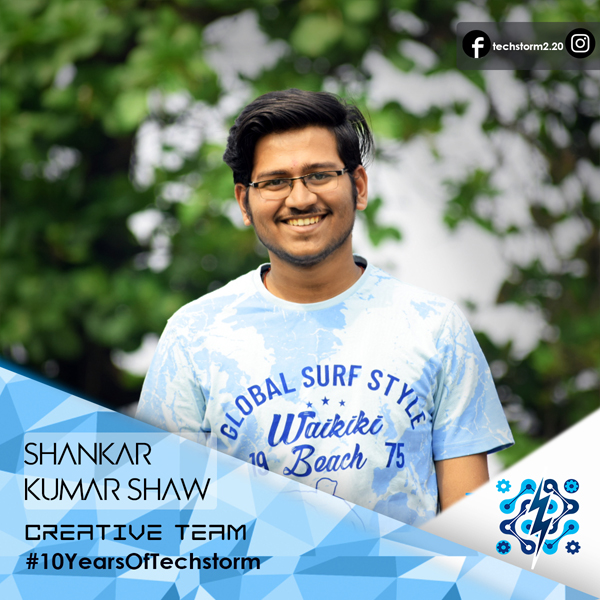 techstorm2.20
GLOBAL SURF STYLE
Waikiki
19 Beach 75
SHANKAR
KUMAR SHAW
CREATIVE TEAM
#10YearsOfTechstorm